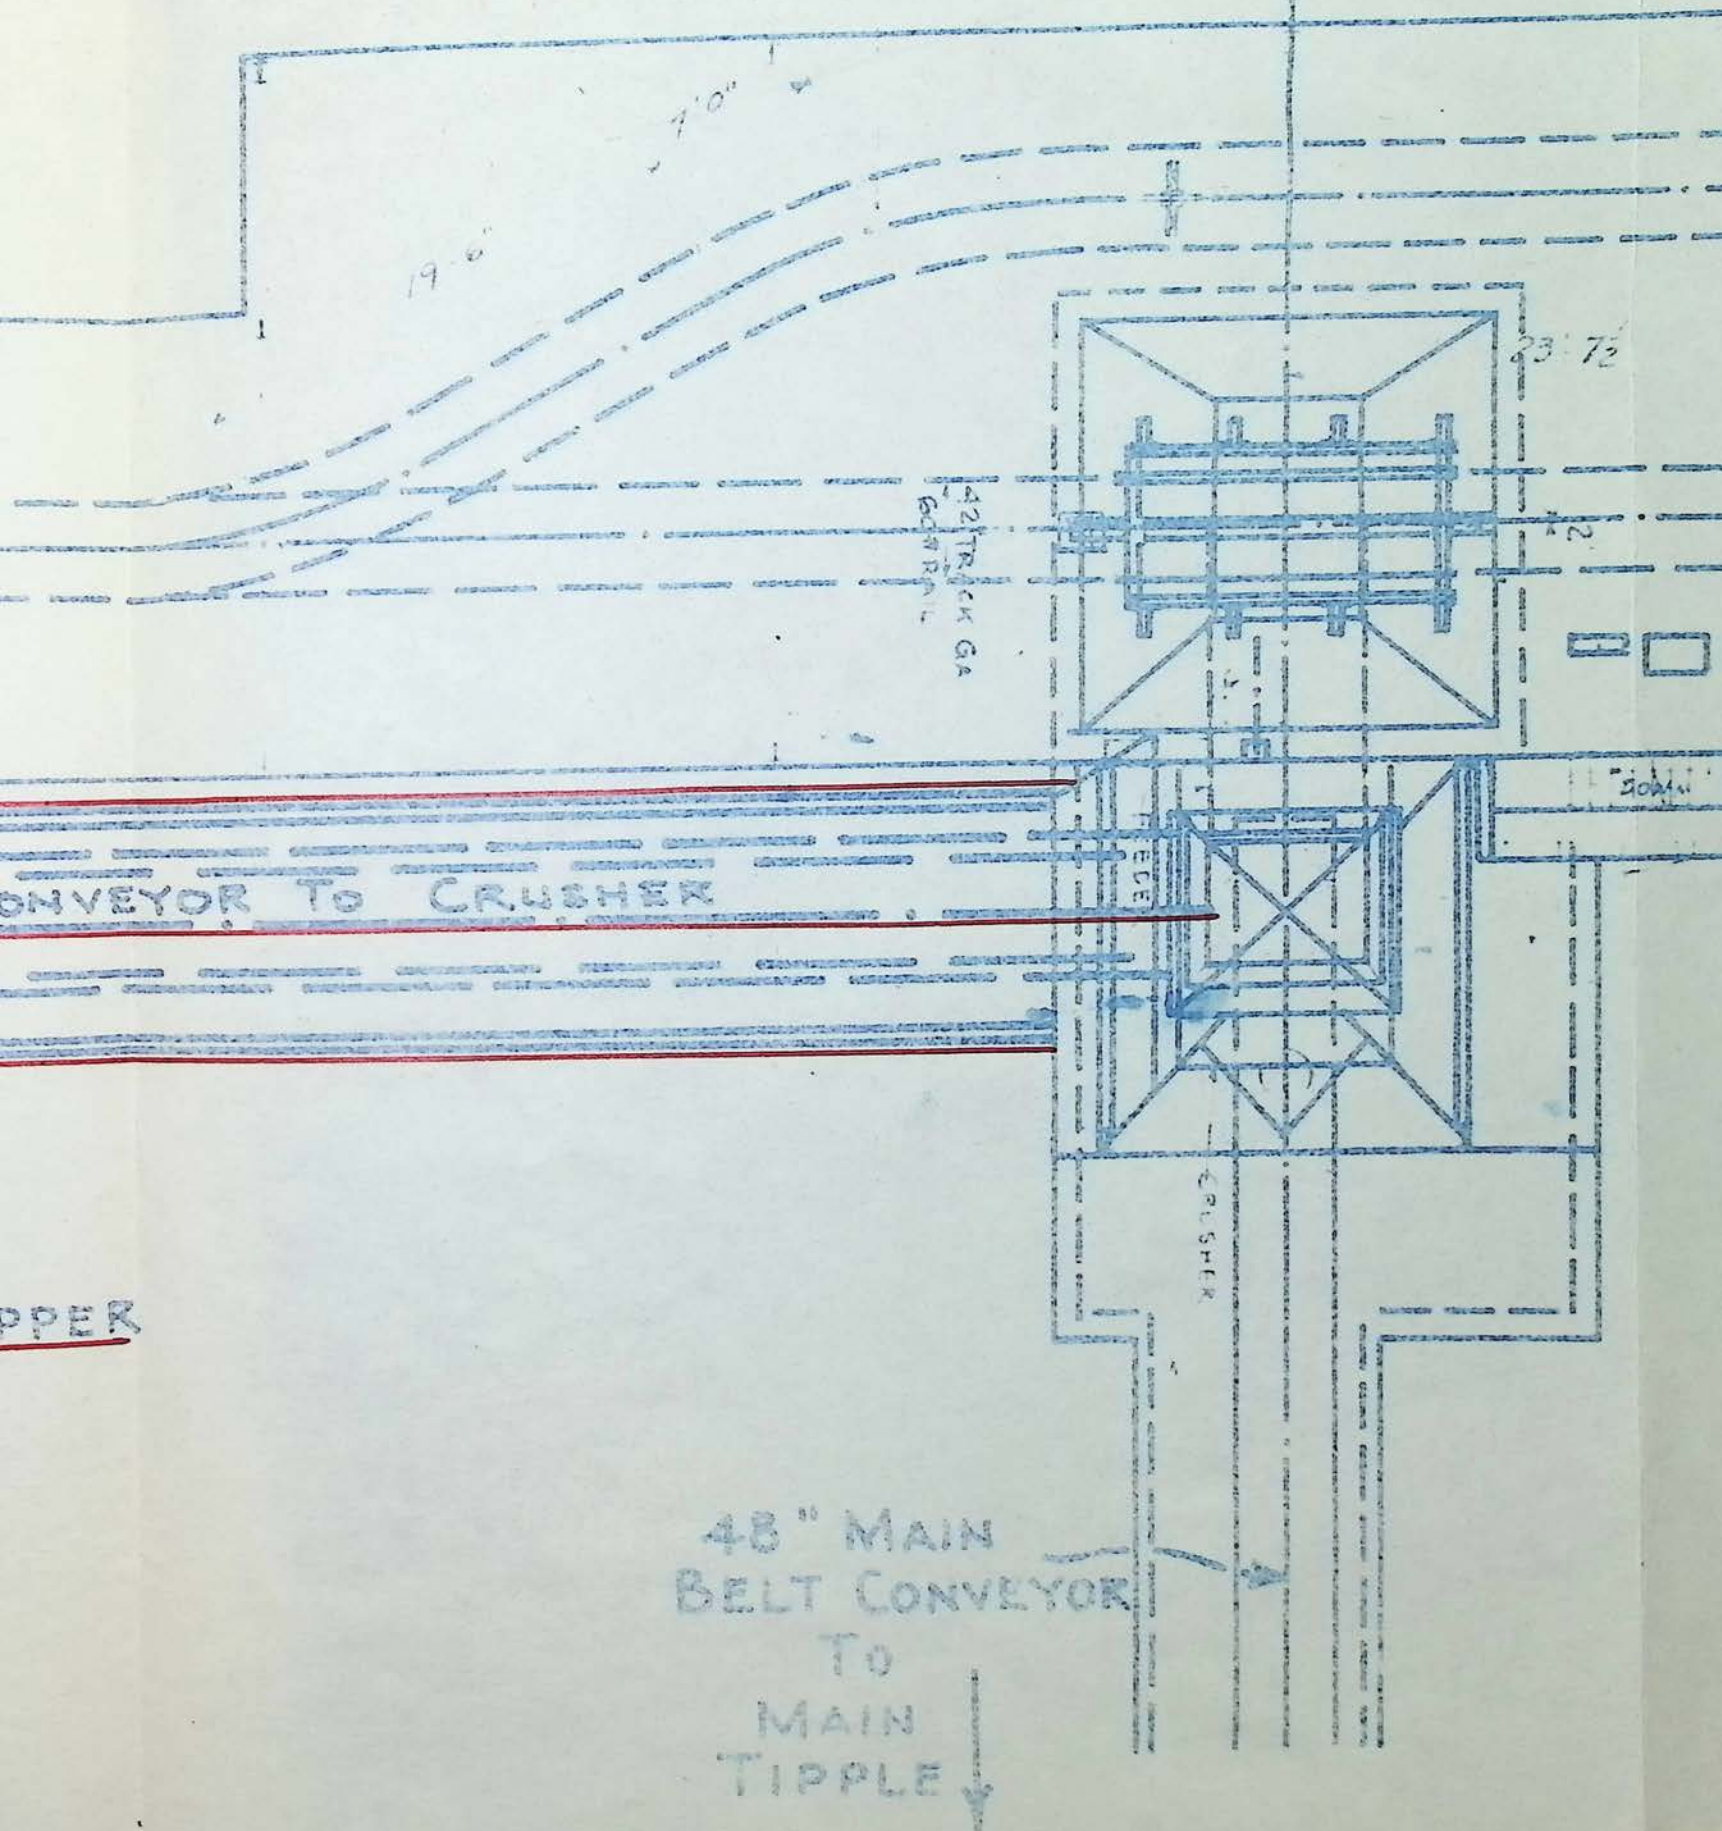 7'0"
19-6"
23'-7½
42" TRACK GA
60# RAIL
ONVEYOR TO CRUSHER
CRUSHER
PPER
48" MAIN
BELT CONVEYOR
TO
MAIN
TIPPLE